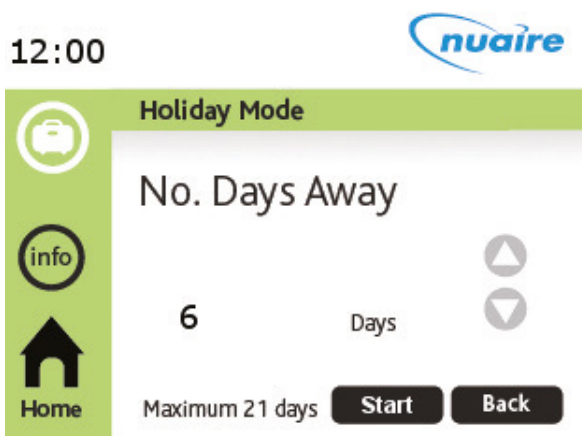 12:00
nuaire
Holiday Mode
No. Days Away
info
6 Days
Home
Maximum 21 days Start Back